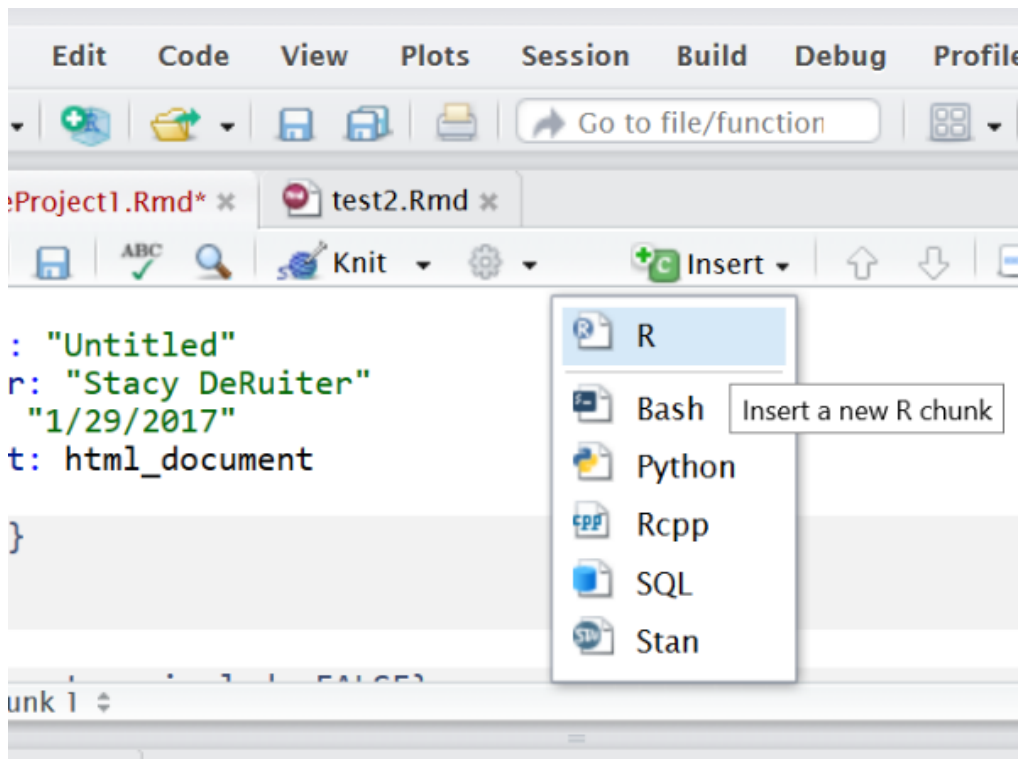 Edit Code View Plots Session Build Debug Profile
Go to file/function
eProject1.Rmd* test2.Rmd
ABC Knit Insert
: "Untitled"
r: "Stacy DeRuiter"
"1/29/2017"
t: html_document
}
R
Insert a new R chunk
Bash
Python
Rcpp
SQL
Stan
unk 1